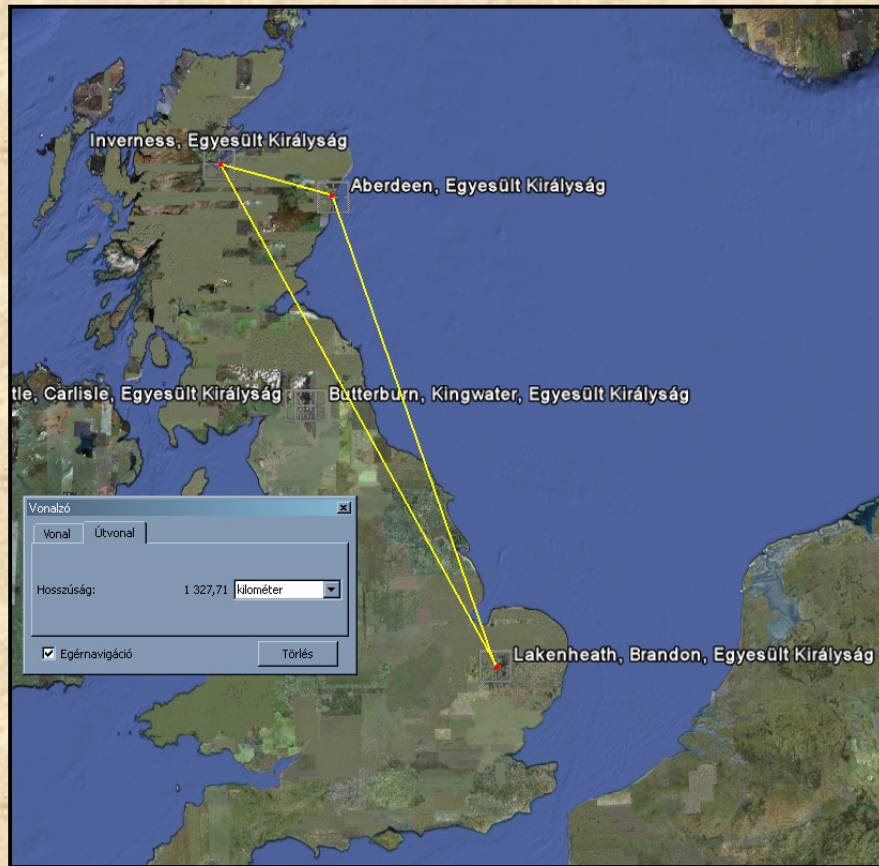 Inverness, Egyesült Királyság
Aberdeen, Egyesült Királyság
tle, Carlisle, Egyesült Királyság
Butterburn, Kingwater, Egyesült Királyság
Vonalzó
Vonal
Útvonal
Hosszúság:
1 327,71
kilométer
Egérnavigáció
Törlés
Lakenheath, Brandon, Egyesült Királyság